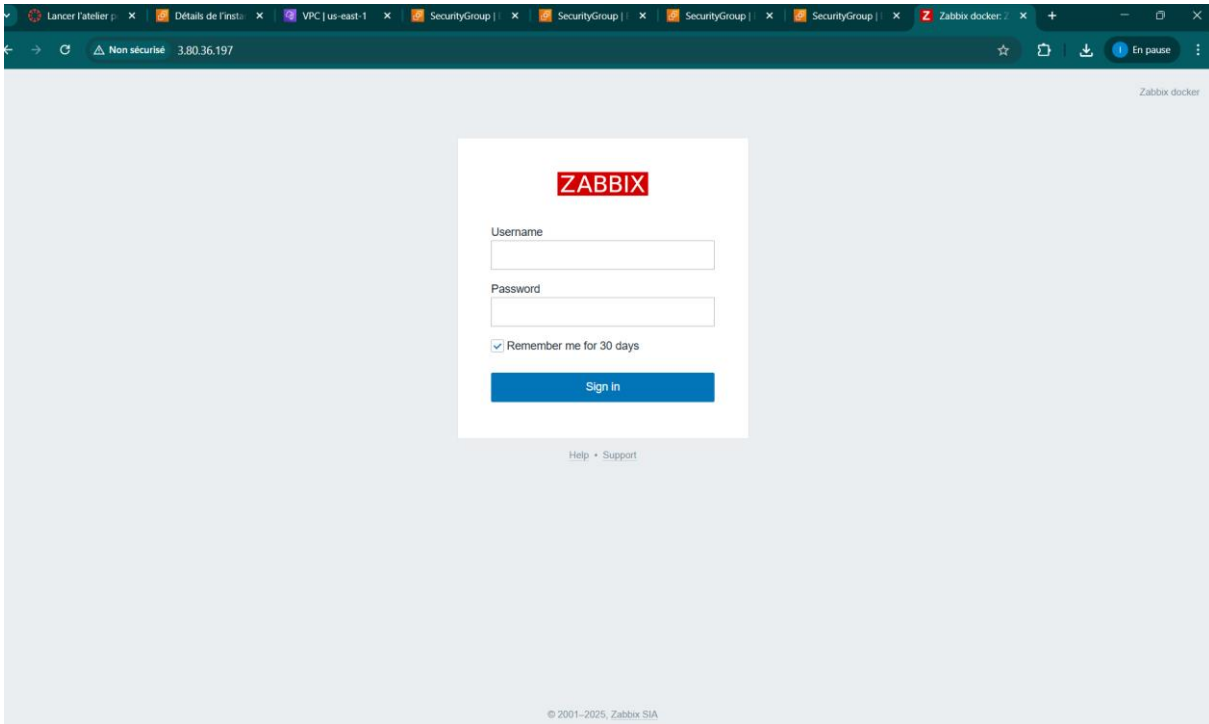 Lancer l'atelier p
Détails de l'insta
VPC | us-east-1
SecurityGroup |
SecurityGroup |
SecurityGroup |
SecurityGroup |
Z Zabbix docker: Z
Non sécurisé 3.80.36.197
En pause
Zabbix docker
ZABBIX
Username
Password
Remember me for 30 days
Sign in
Help • Support
© 2001–2025, Zabbix SIA